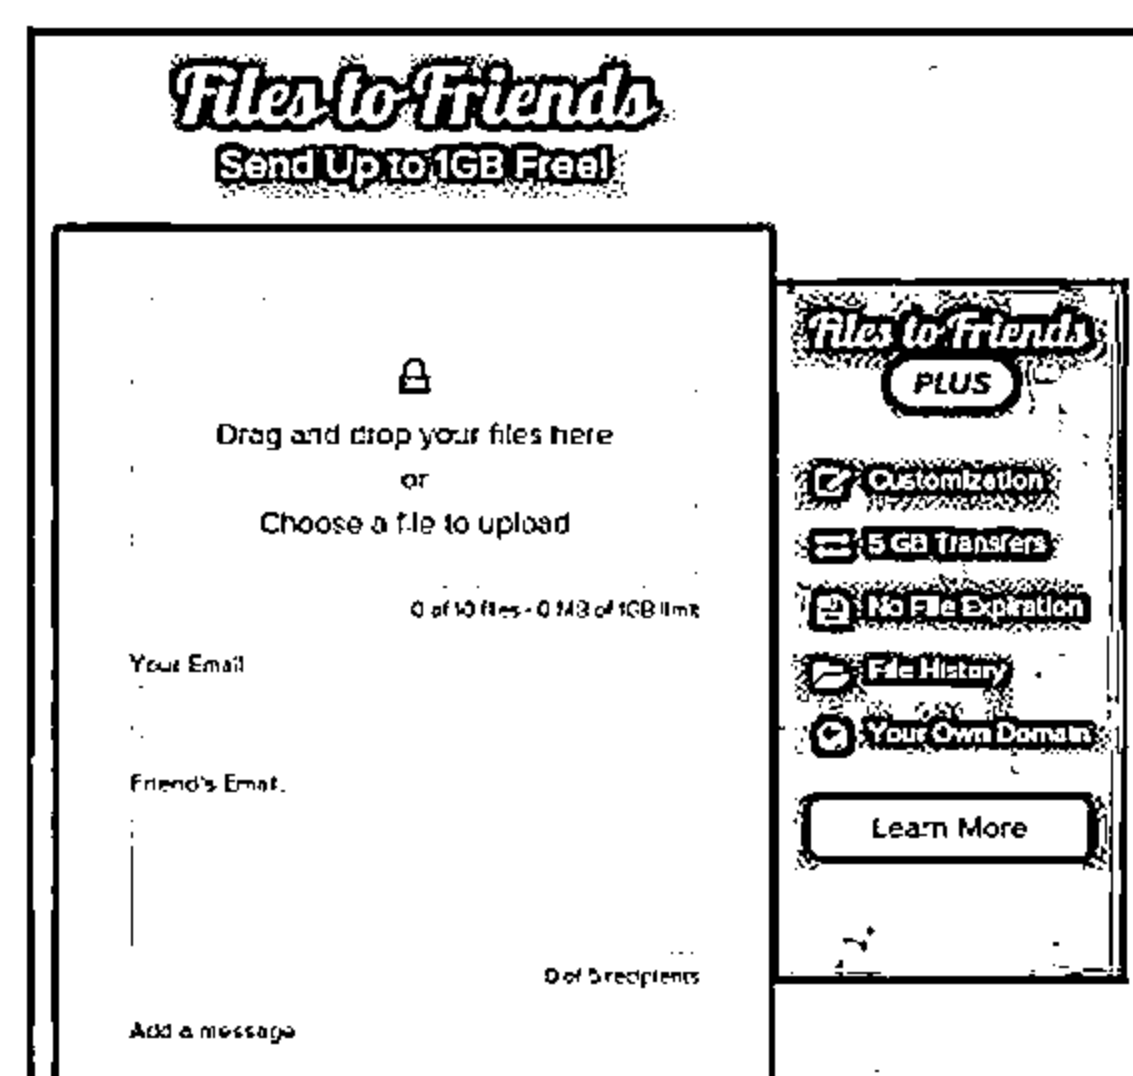 Files to Friends
Send Up to 1GB Free!
Drag and drop your files here
or
Choose a file to upload
0 of 10 files - 0 MB of 1GB limit
Your Email
Friend's Email
0 of 5 recipients
Add a message
Files to Friends
PLUS
Customization
5 GB Transfers
No File Expiration
File History
Your Own Domain
Learn More